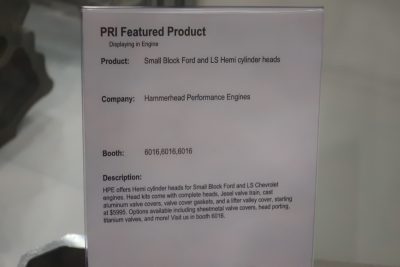 PRI Featured Product
Displaying in Engine
Product: Small Block Ford and LS Hemi cylinder heads
Company: Hammerhead Performance Engines
Booth: 6016,6016,6016
Description:
HPE offers Hemi cylinder heads for Small Block Ford and LS Chevrolet
engines. Head kits come with complete heads, Jesel valve train, cast
aluminum valve covers, valve cover gaskets, and a lifter valley cover, starting
at $5995. Options available including sheetmetal valve covers, head porting,
titanium valves, and more! Visit us in booth 6016.